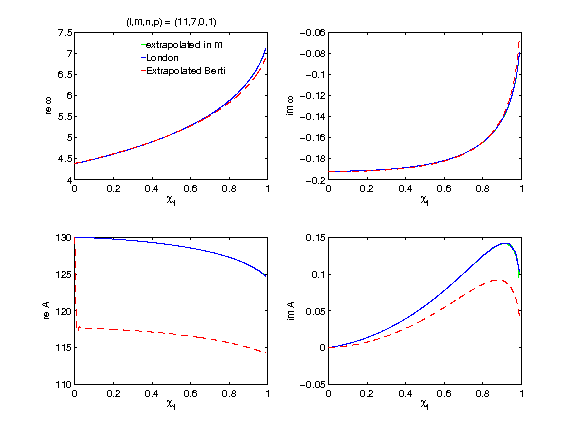 (l,m,n,p) = (11,7,0,1)
7.5
7
6.5
6
5.5
5
4.5
4
re ω
0 0.2 0.4 0.6 0.8 1
χf
extrapolated in m
London
Extrapolated Berti
−0.06
−0.08
−0.1
−0.12
−0.14
−0.16
−0.18
−0.2
im ω
0 0.2 0.4 0.6 0.8 1
χf
130
125
120
115
110
re A
0 0.2 0.4 0.6 0.8 1
χf
0.15
0.1
0.05
0
−0.05
im A
0 0.2 0.4 0.6 0.8 1
χf